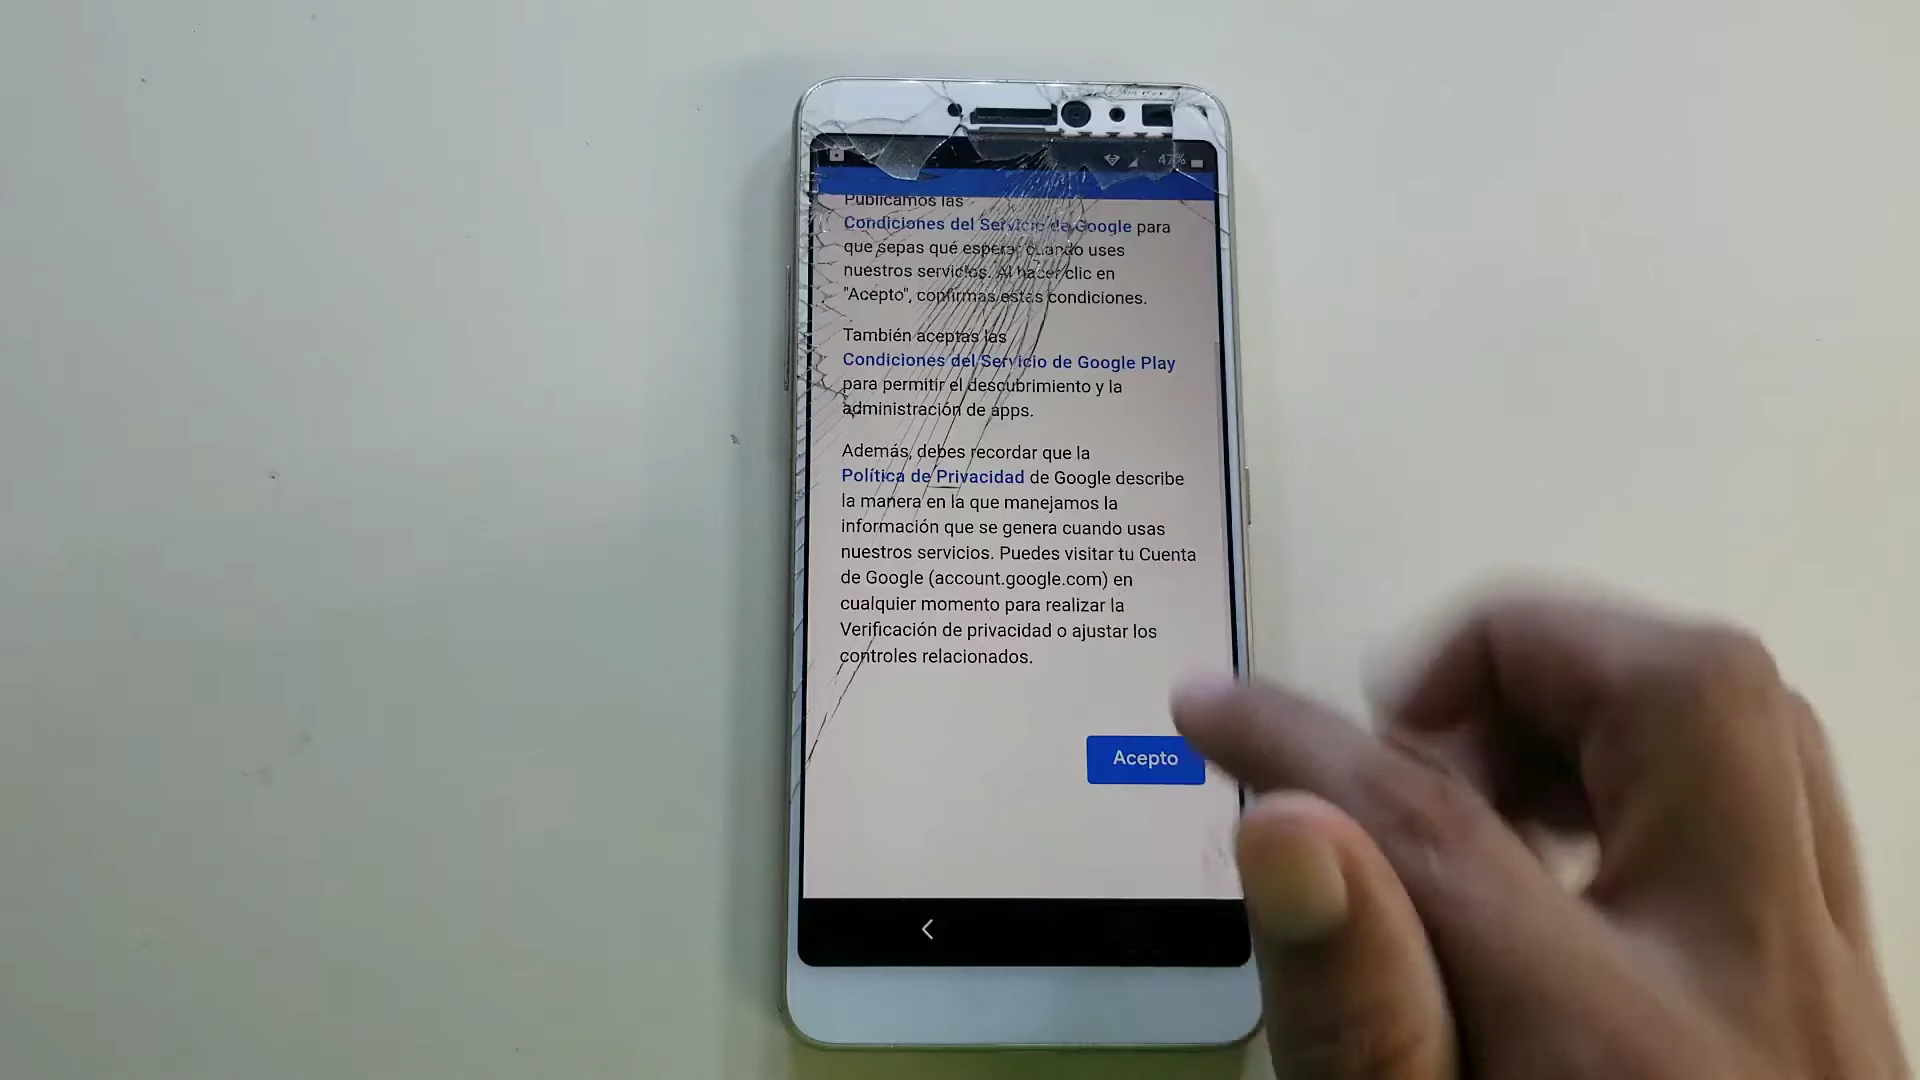 47%
Publicamos las
Condiciones del Servicio de Google para
que sepas qué esperar cuando uses
nuestros servicios. Al hacer clic en
"Acepto", confirmas estas condiciones.
También aceptas las
Condiciones del Servicio de Google Play
para permitir el descubrimiento y la
administración de apps.
Además, debes recordar que la
Política de Privacidad de Google describe
la manera en la que manejamos la
información que se genera cuando usas
nuestros servicios. Puedes visitar tu Cuenta
de Google (account.google.com) en
cualquier momento para realizar la
Verificación de privacidad o ajustar los
controles relacionados.
Acepto